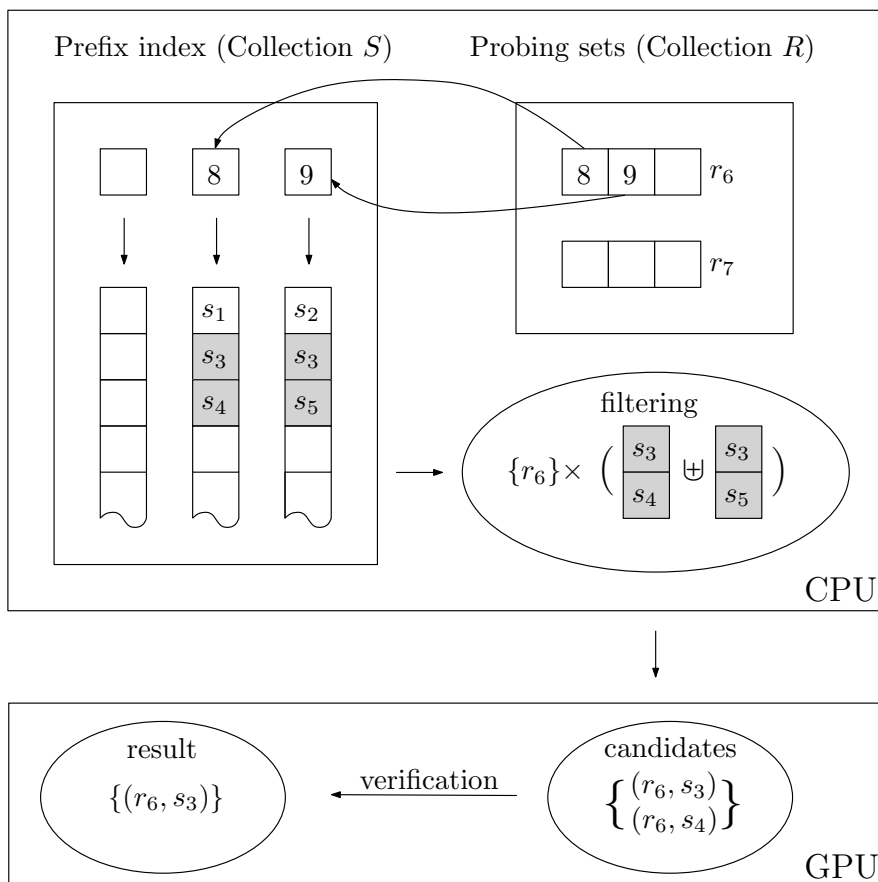 Prefix index (Collection S)
Probing sets (Collection R)
8 9
8 9 r₆
r₇
s₁ s₂
s₃ s₃
s₄ s₅
filtering
{r₆}× ( s₃ ⊎ s₃ )
s₄ s₅
CPU
result
{(r₆, s₃)}
verification
candidates
{(r₆, s₃)
(r₆, s₄)}
GPU